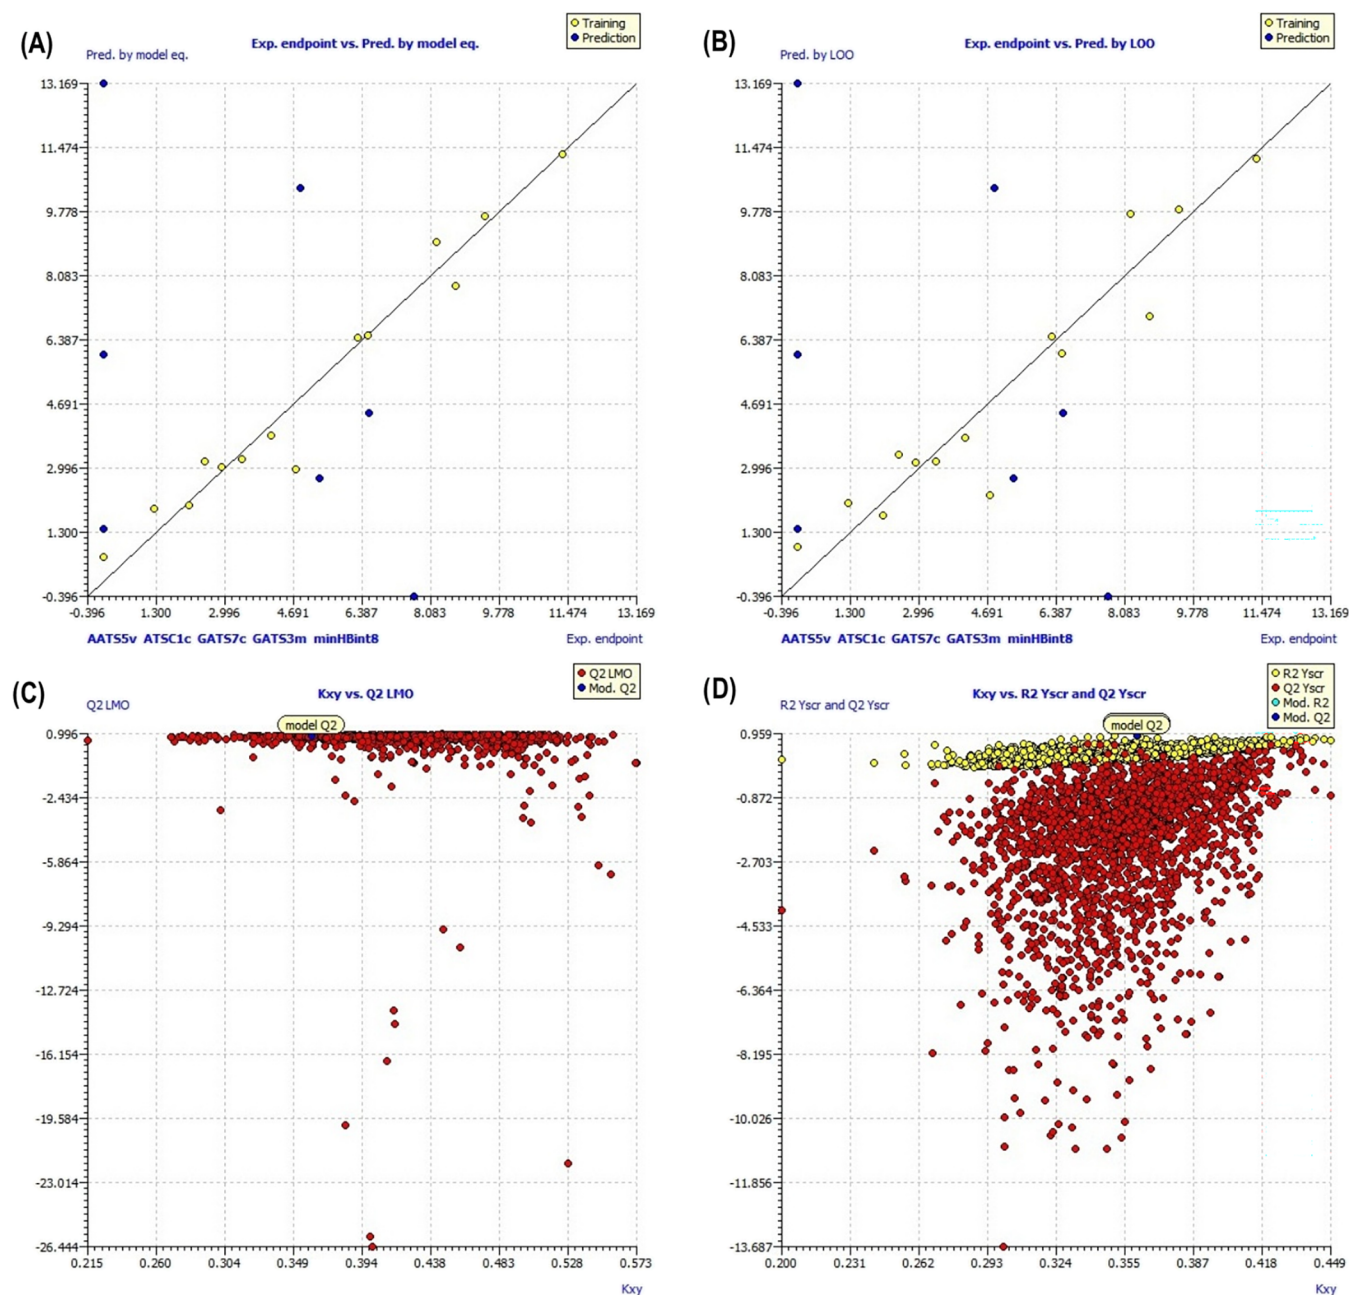 (A)
Exp. endpoint vs. Pred. by model eq.
Training
Prediction
Pred. by model eq.
13.169
11.474
9.778
8.083
6.387
4.691
2.996
1.300
-0.396
-0.396 1.300 2.996 4.691 6.387 8.083 9.778 11.474 13.169
AATS5v ATSC1c GATS7c GATS3m minHBint8
Exp. endpoint
(B)
Exp. endpoint vs. Pred. by LOO
Training
Prediction
Pred. by LOO
13.169
11.474
9.778
8.083
6.387
4.691
2.996
1.300
-0.396
-0.396 1.300 2.996 4.691 6.387 8.083 9.778 11.474 13.169
AATS5v ATSC1c GATS7c GATS3m minHBint8
Exp. endpoint
(C)
Kxy vs. Q2 LMO
Q2 LMO
Mod. Q2
Q2 LMO
model Q2
0.996
-2.434
-5.864
-9.294
-12.724
-16.154
-19.584
-23.014
-26.444
0.215 0.260 0.304 0.349 0.394 0.438 0.483 0.528 0.573
Kxy
(D)
Kxy vs. R2 Yscr and Q2 Yscr
R2 Yscr
Q2 Yscr
Mod. R2
Mod. Q2
R2 Yscr and Q2 Yscr
model Q2
0.959
-0.872
-2.703
-4.533
-6.364
-8.195
-10.026
-11.856
-13.687
0.200 0.231 0.262 0.293 0.324 0.355 0.387 0.418 0.449
Kxy